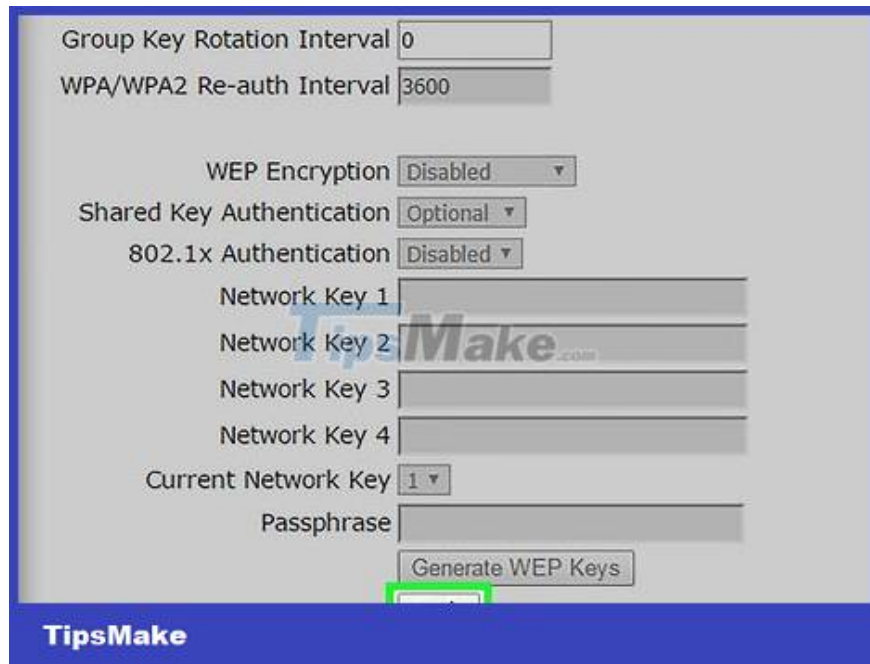 Group Key Rotation Interval 0
WPA/WPA2 Re-auth Interval 3600
WEP Encryption Disabled
Shared Key Authentication Optional
802.1x Authentication Disabled
Network Key 1
TipsMake.com
Network Key 2
Network Key 3
Network Key 4
Current Network Key 1
Passphrase
Generate WEP Keys
TipsMake